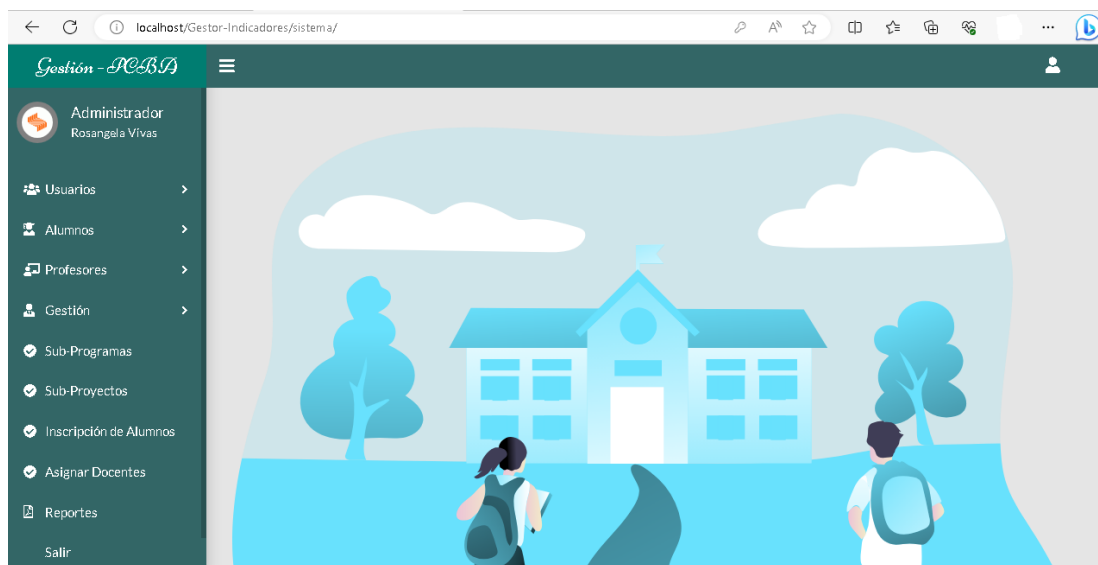 localhost/Gestor-Indicadores/sistema/
Gestión - PCBA
Administrador
Rosangela Vivas
Usuarios
Alumnos
Profesores
Gestión
Sub-Programas
Sub-Proyectos
Inscripción de Alumnos
Asignar Docentes
Reportes
Salir